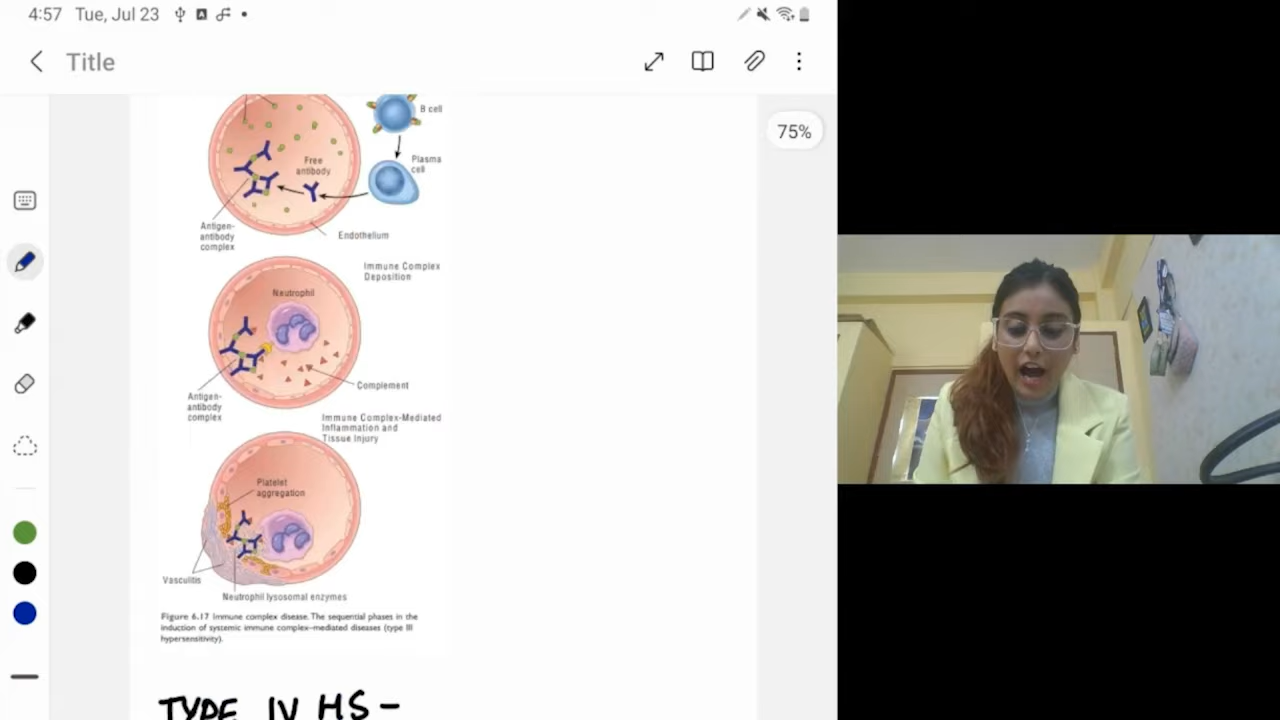 4:57 Tue, Jul 23
Title
75%
B cell
Plasma
cell
Free
antibody
Antigen-
antibody
complex
Endothelium
Immune Complex
Deposition
Neutrophil
Complement
Antigen-
antibody
complex
Immune Complex-Mediated
Inflammation and
Tissue Injury
Platelet
aggregation
Vasculitis
Neutrophil lysosomal enzymes
Figure 6.17 Immune complex disease. The sequential phases in the
induction of systemic immune complex–mediated diseases (type III
hypersensitivity).
TYPE IV HS -